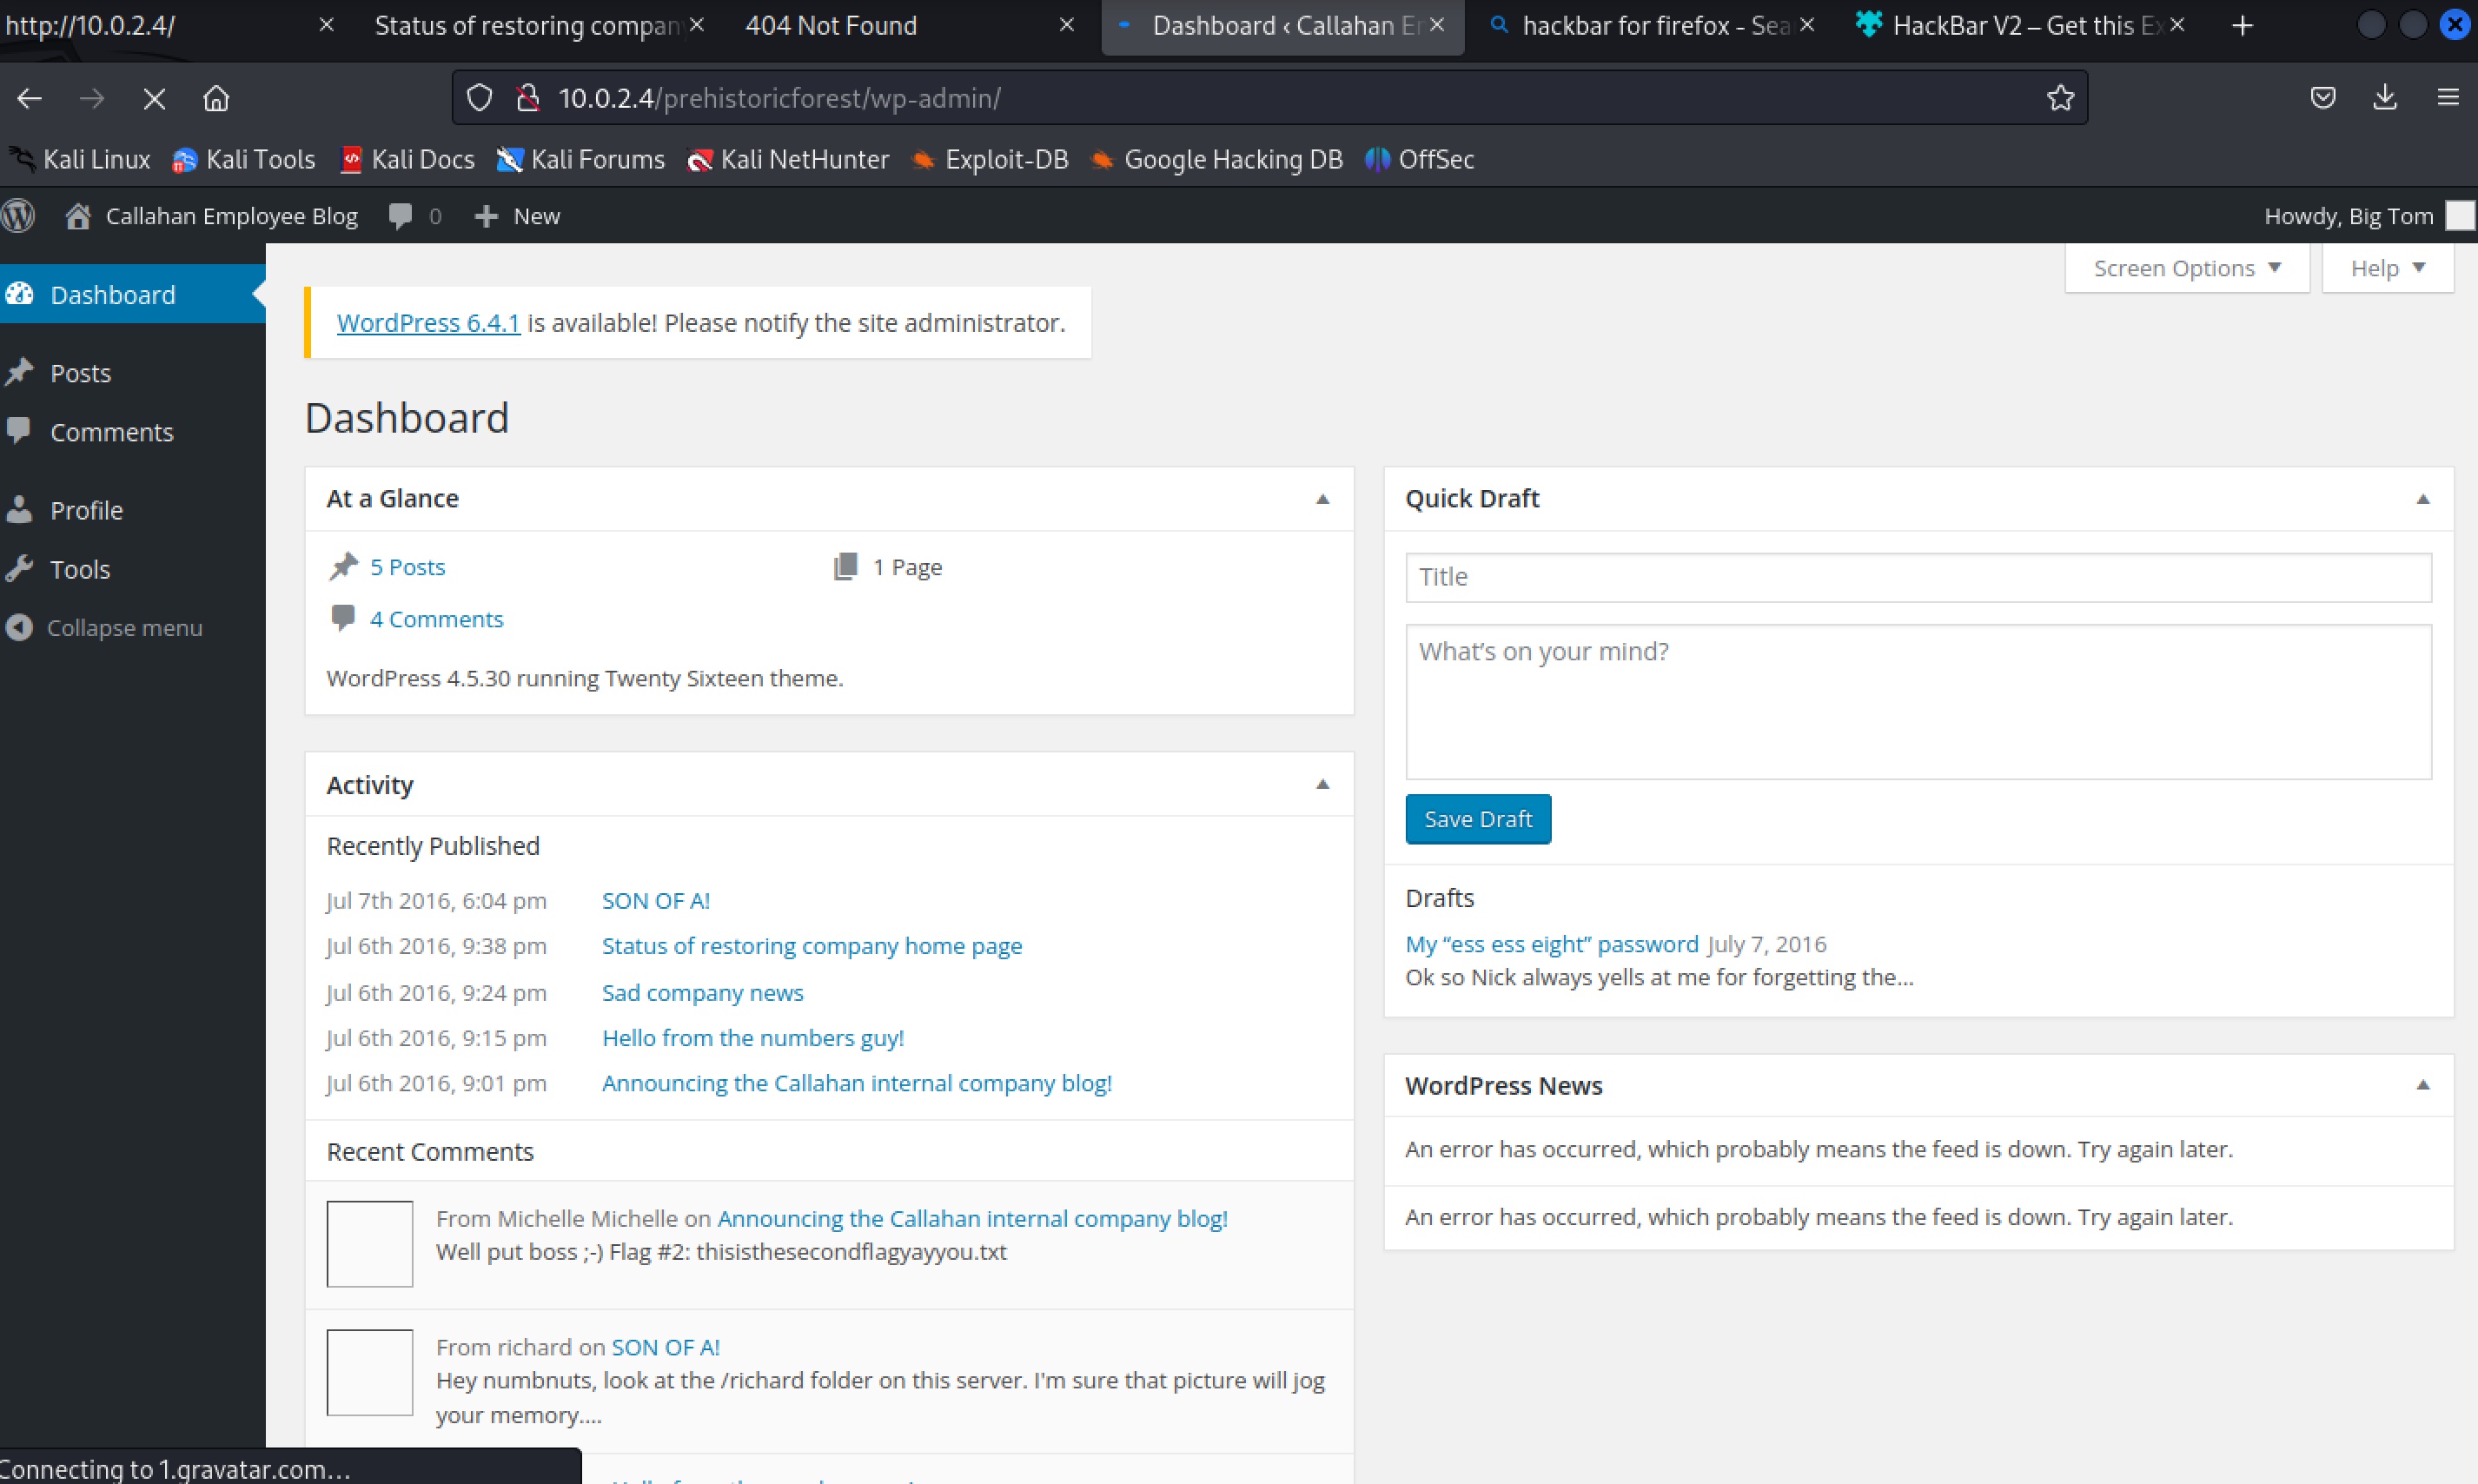 http://10.0.2.4/
Status of restoring compan
404 Not Found
Dashboard ‹ Callahan Er
hackbar for firefox - Sea
HackBar V2 – Get this Ex
10.0.2.4/prehistoricforest/wp-admin/
Kali Linux
Kali Tools
Kali Docs
Kali Forums
Kali NetHunter
Exploit-DB
Google Hacking DB
OffSec
Callahan Employee Blog
0
New
Howdy, Big Tom
Screen Options
Help
Dashboard
Posts
Comments
Profile
Tools
Collapse menu
WordPress 6.4.1 is available! Please notify the site administrator.
Dashboard
At a Glance
5 Posts
1 Page
4 Comments
WordPress 4.5.30 running Twenty Sixteen theme.
Activity
Recently Published
Jul 7th 2016, 6:04 pm SON OF A!
Jul 6th 2016, 9:38 pm Status of restoring company home page
Jul 6th 2016, 9:24 pm Sad company news
Jul 6th 2016, 9:15 pm Hello from the numbers guy!
Jul 6th 2016, 9:01 pm Announcing the Callahan internal company blog!
Recent Comments
From Michelle Michelle on Announcing the Callahan internal company blog!
Well put boss ;-) Flag #2: thisisthesecondflagyayyou.txt
From richard on SON OF A!
Hey numbnuts, look at the /richard folder on this server. I'm sure that picture will jog
your memory....
Quick Draft
Title
What's on your mind?
Save Draft
Drafts
My “ess ess eight” password July 7, 2016
Ok so Nick always yells at me for forgetting the…
WordPress News
An error has occurred, which probably means the feed is down. Try again later.
An error has occurred, which probably means the feed is down. Try again later.
Connecting to 1.gravatar.com…